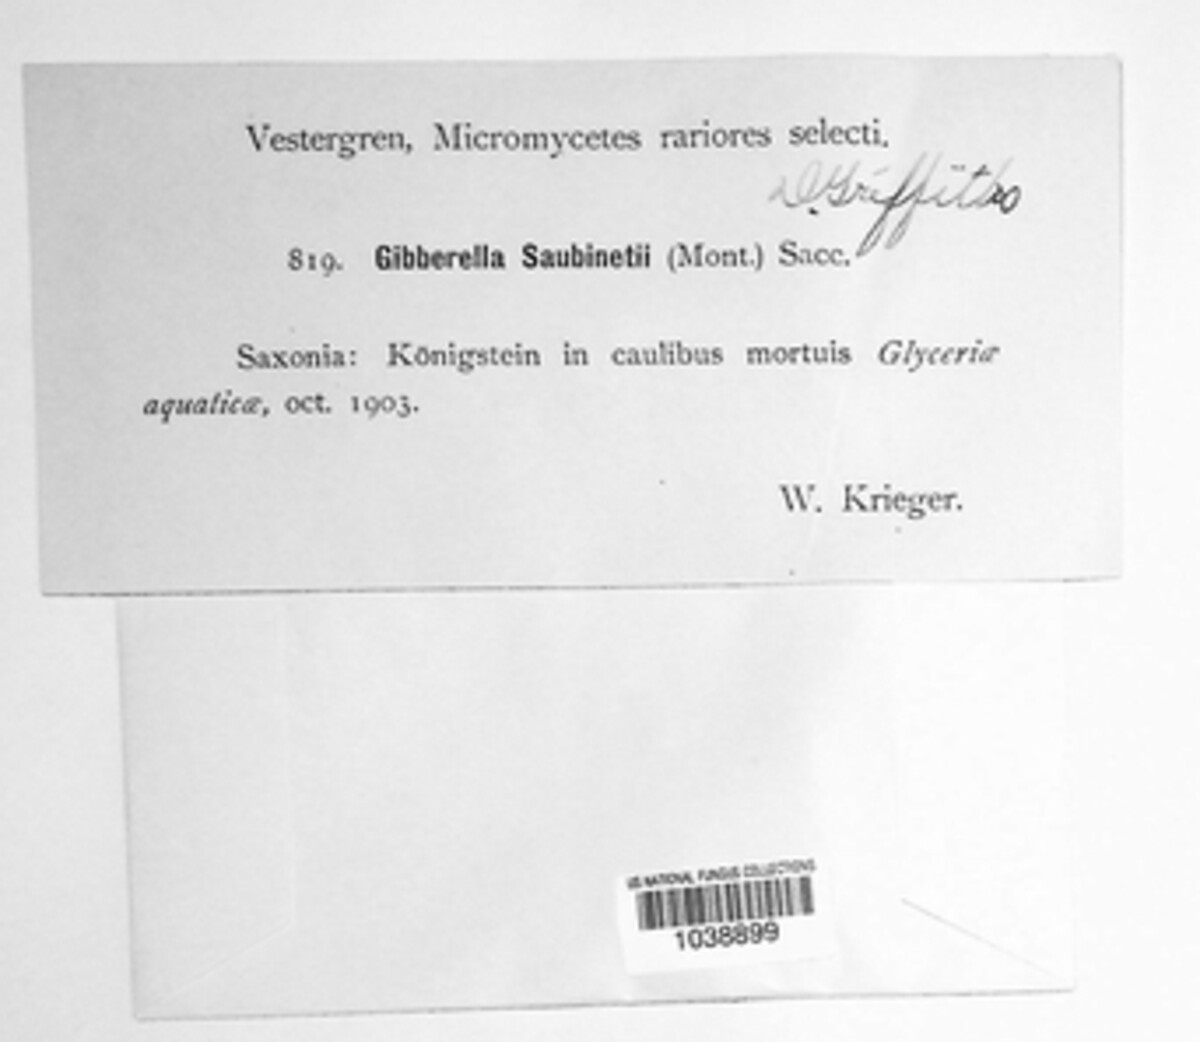 Vestergren, Micromycetes rariores selecti.
D. Griffiths
819. Gibberella Saubinetii (Mont.) Sacc.
Saxonia: Königstein in caulibus mortuis Glyceriæ
aquaticæ, oct. 1903.
W. Krieger.
US NATIONAL FUNGUS COLLECTIONS
1038899